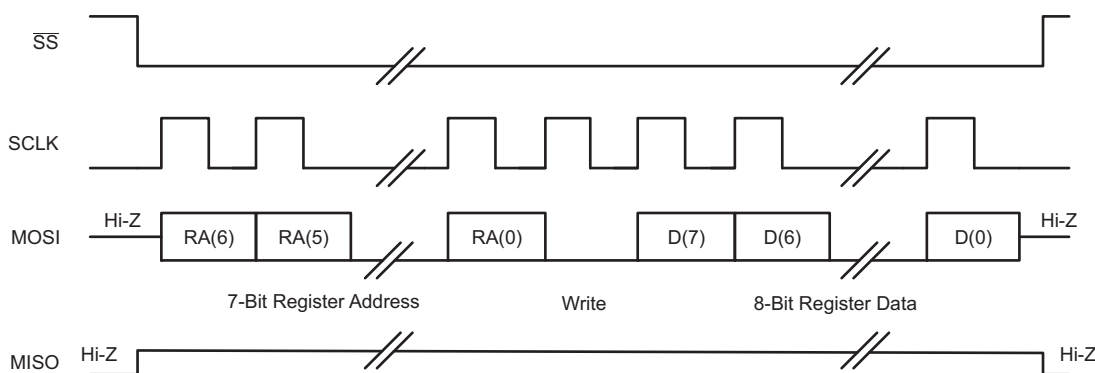 S̅S̅
SCLK
Hi-Z
Hi-Z
MOSI
RA(6)
RA(5)
RA(0)
D(7)
D(6)
D(0)
7-Bit Register Address
Write
8-Bit Register Data
MISO
Hi-Z
Hi-Z